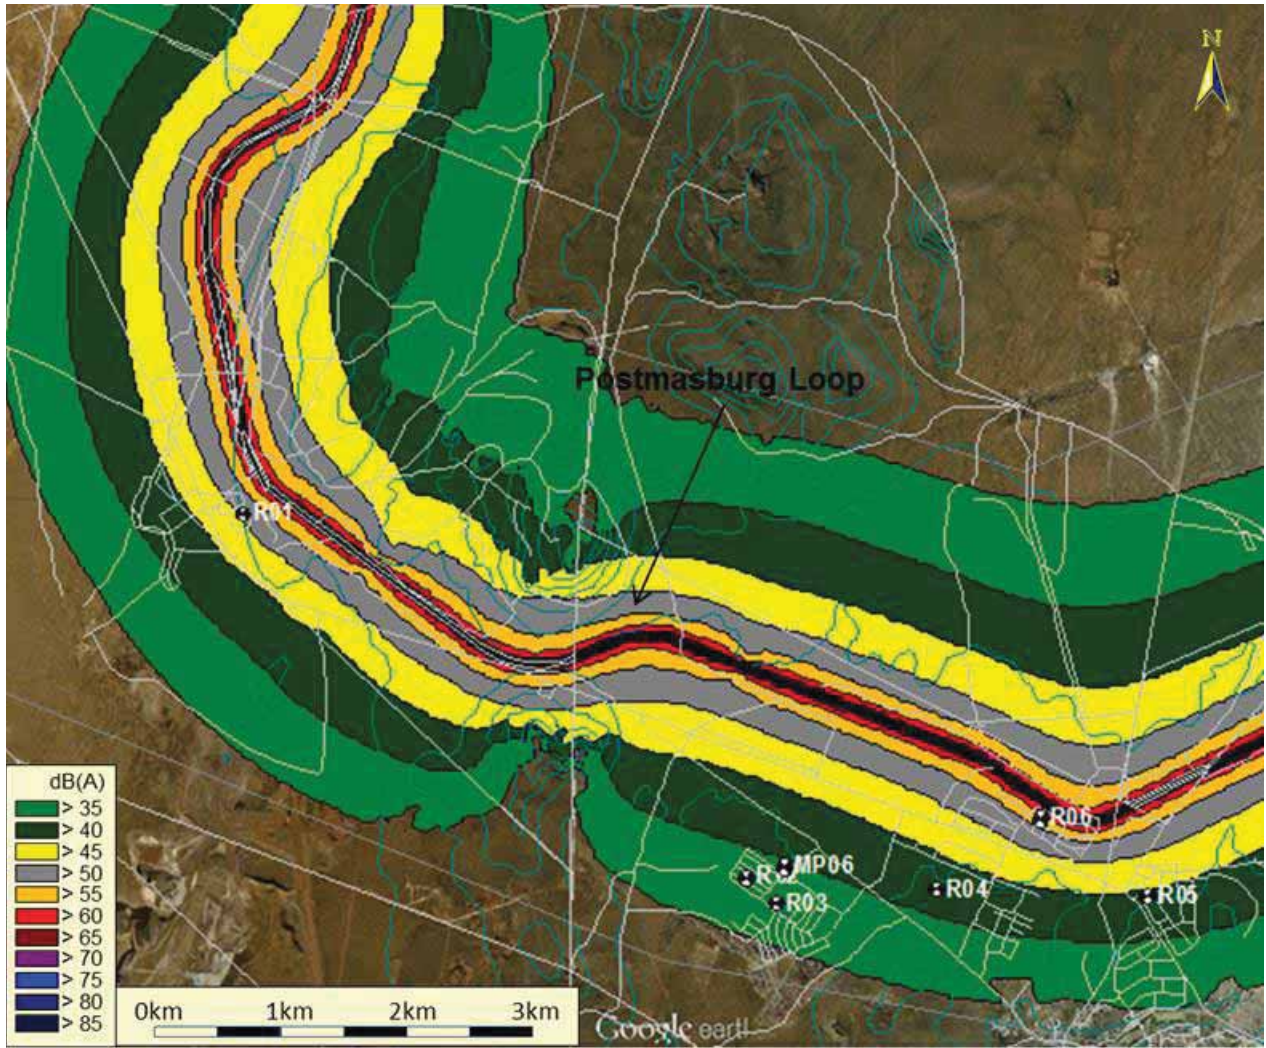 N
Postmasburg Loop
R01
R06
MP06
R02
R03
R04
R05
dB(A)
> 35
> 40
> 45
> 50
> 55
> 60
> 65
> 70
> 75
> 80
> 85
0km 1km 2km 3km
Google earth